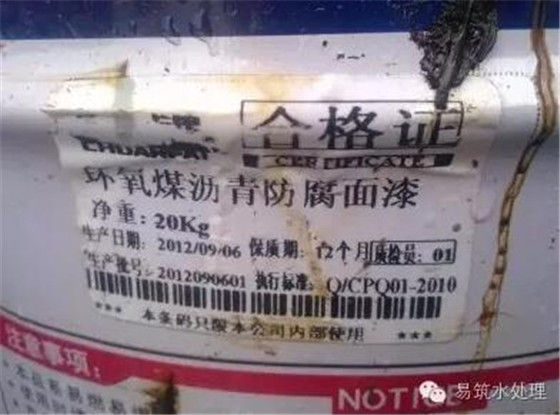 合格证
CERTIFICATE
环氧煤沥青防腐面漆
净重: 20Kg
生产日期: 2012/09/06 保质期: 12个月 质检员: 01
生产批号: 2012090601 执行标准: Q/CPQ01-2010
*** 本条码只限本公司内部使用 ***
注意事项:
NOTICE
易筑水处理